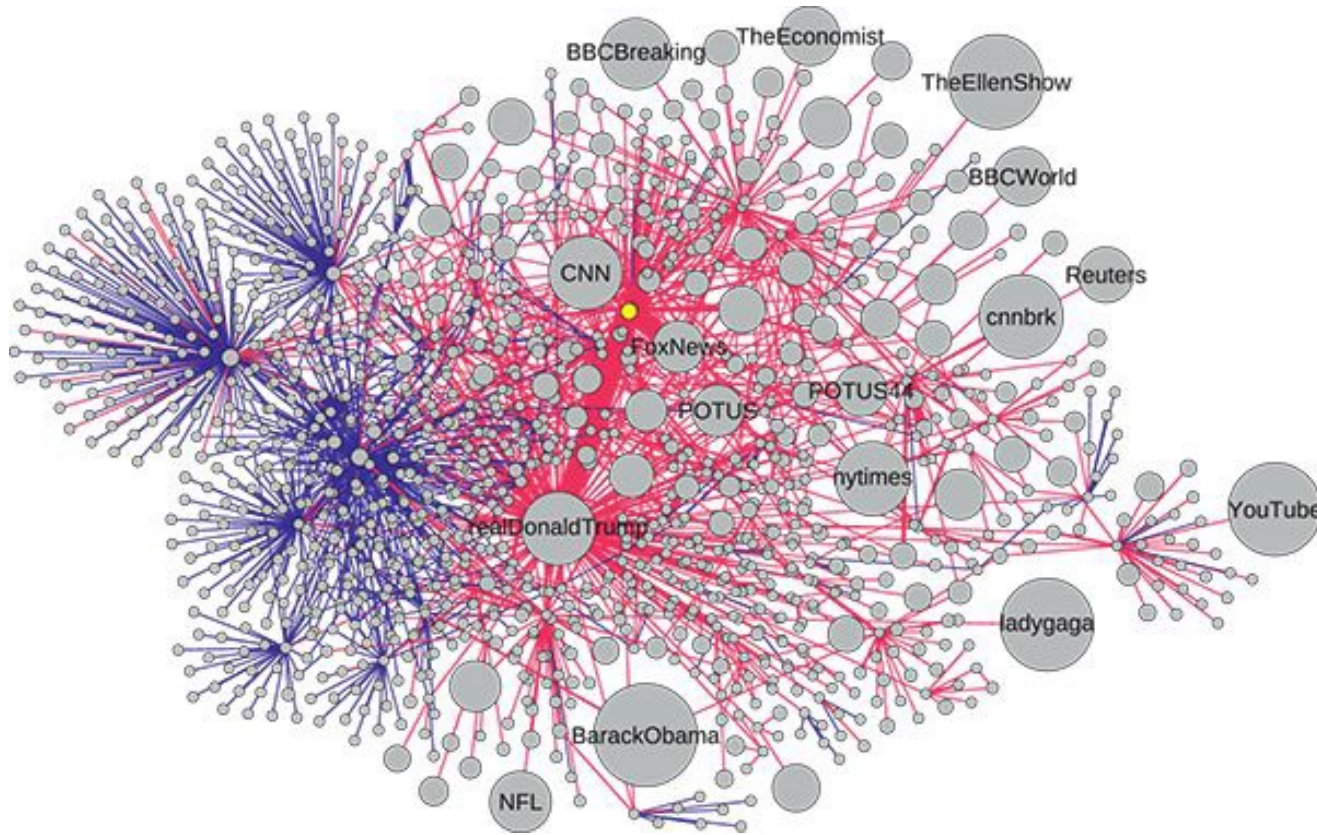 BBCBreaking
TheEconomist
TheEllenShow
BBCWorld
CNN
Reuters
cnnbrk
FoxNews
POTUS44
POTUS
nytimes
realDonaldTrump
YouTube
ladygaga
BarackObama
NFL